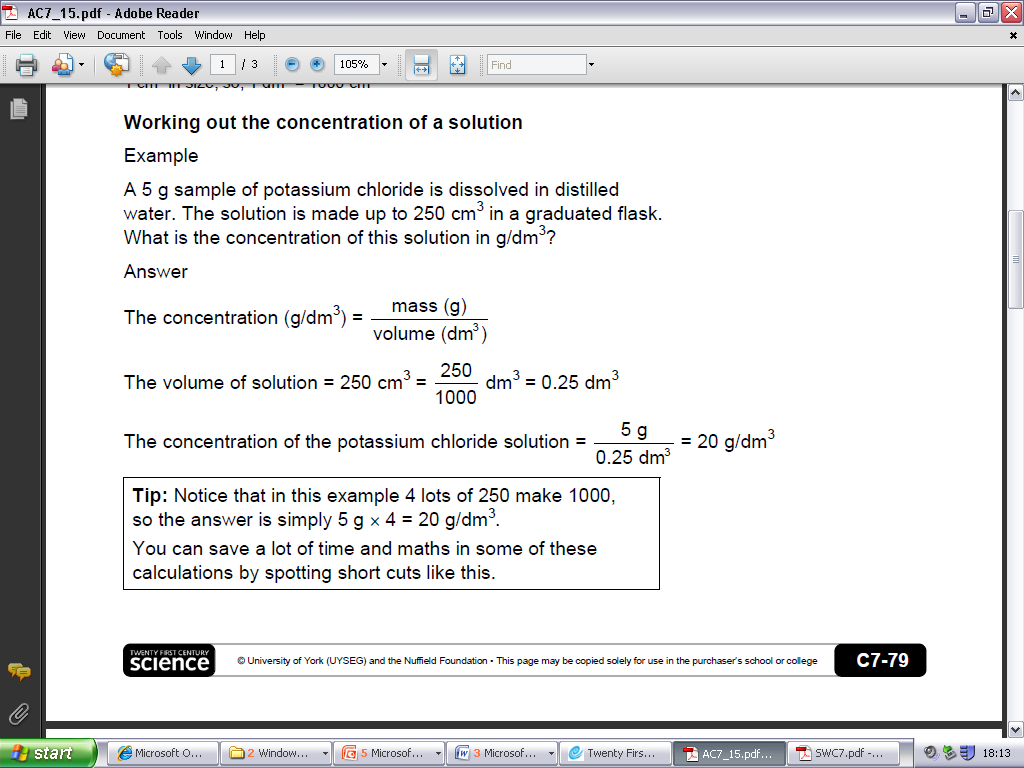 AC7_15.pdf - Adobe Reader
File Edit View Document Tools Window Help
1 / 3 105% Find
Working out the concentration of a solution
Example
A 5 g sample of potassium chloride is dissolved in distilled
water. The solution is made up to 250 cm³ in a graduated flask.
What is the concentration of this solution in g/dm³?
Answer
The concentration (g/dm³) = mass (g) / volume (dm³)
The volume of solution = 250 cm³ = 250 / 1000 dm³ = 0.25 dm³
The concentration of the potassium chloride solution = 5 g / 0.25 dm³ = 20 g/dm³
Tip: Notice that in this example 4 lots of 250 make 1000,
so the answer is simply 5 g × 4 = 20 g/dm³.
You can save a lot of time and maths in some of these
calculations by spotting short cuts like this.
TWENTY FIRST CENTURY
science
© University of York (UYSEG) and the Nuffield Foundation • This page may be copied solely for use in the purchaser's school or college
C7-79
start Microsoft O... 2 Window... 5 Microsof... 3 Microsof... Twenty Firs... AC7_15.pdf... SWC7.pdf -... 18:13